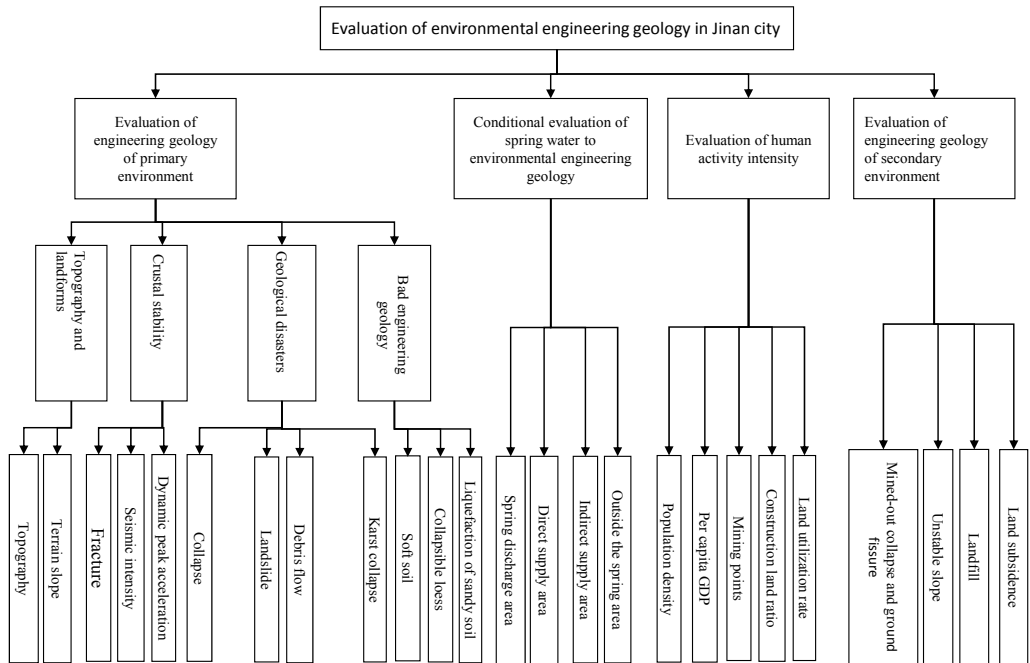 Evaluation of environmental engineering geology in Jinan city
Evaluation of
engineering geology
of primary
environment
Conditional evaluation of
spring water to
environmental engineering
geology
Evaluation of human
activity intensity
Evaluation of
engineering geology
of secondary
environment
Topography and
landforms
Crustal stability
Geological disasters
Bad engineering
geology
Topography
Terrain slope
Fracture
Seismic intensity
Dynamic peak acceleration
Collapse
Landslide
Debris flow
Karst collapse
Soft soil
Collapsible loess
Liquefaction of sandy soil
Spring discharge area
Direct supply area
Indirect supply area
Outside the spring area
Population density
Per capita GDP
Mining points
Construction land ratio
Land utilization rate
Mined-out collapse and ground
fissure
Unstable slope
Landfill
Land subsidence